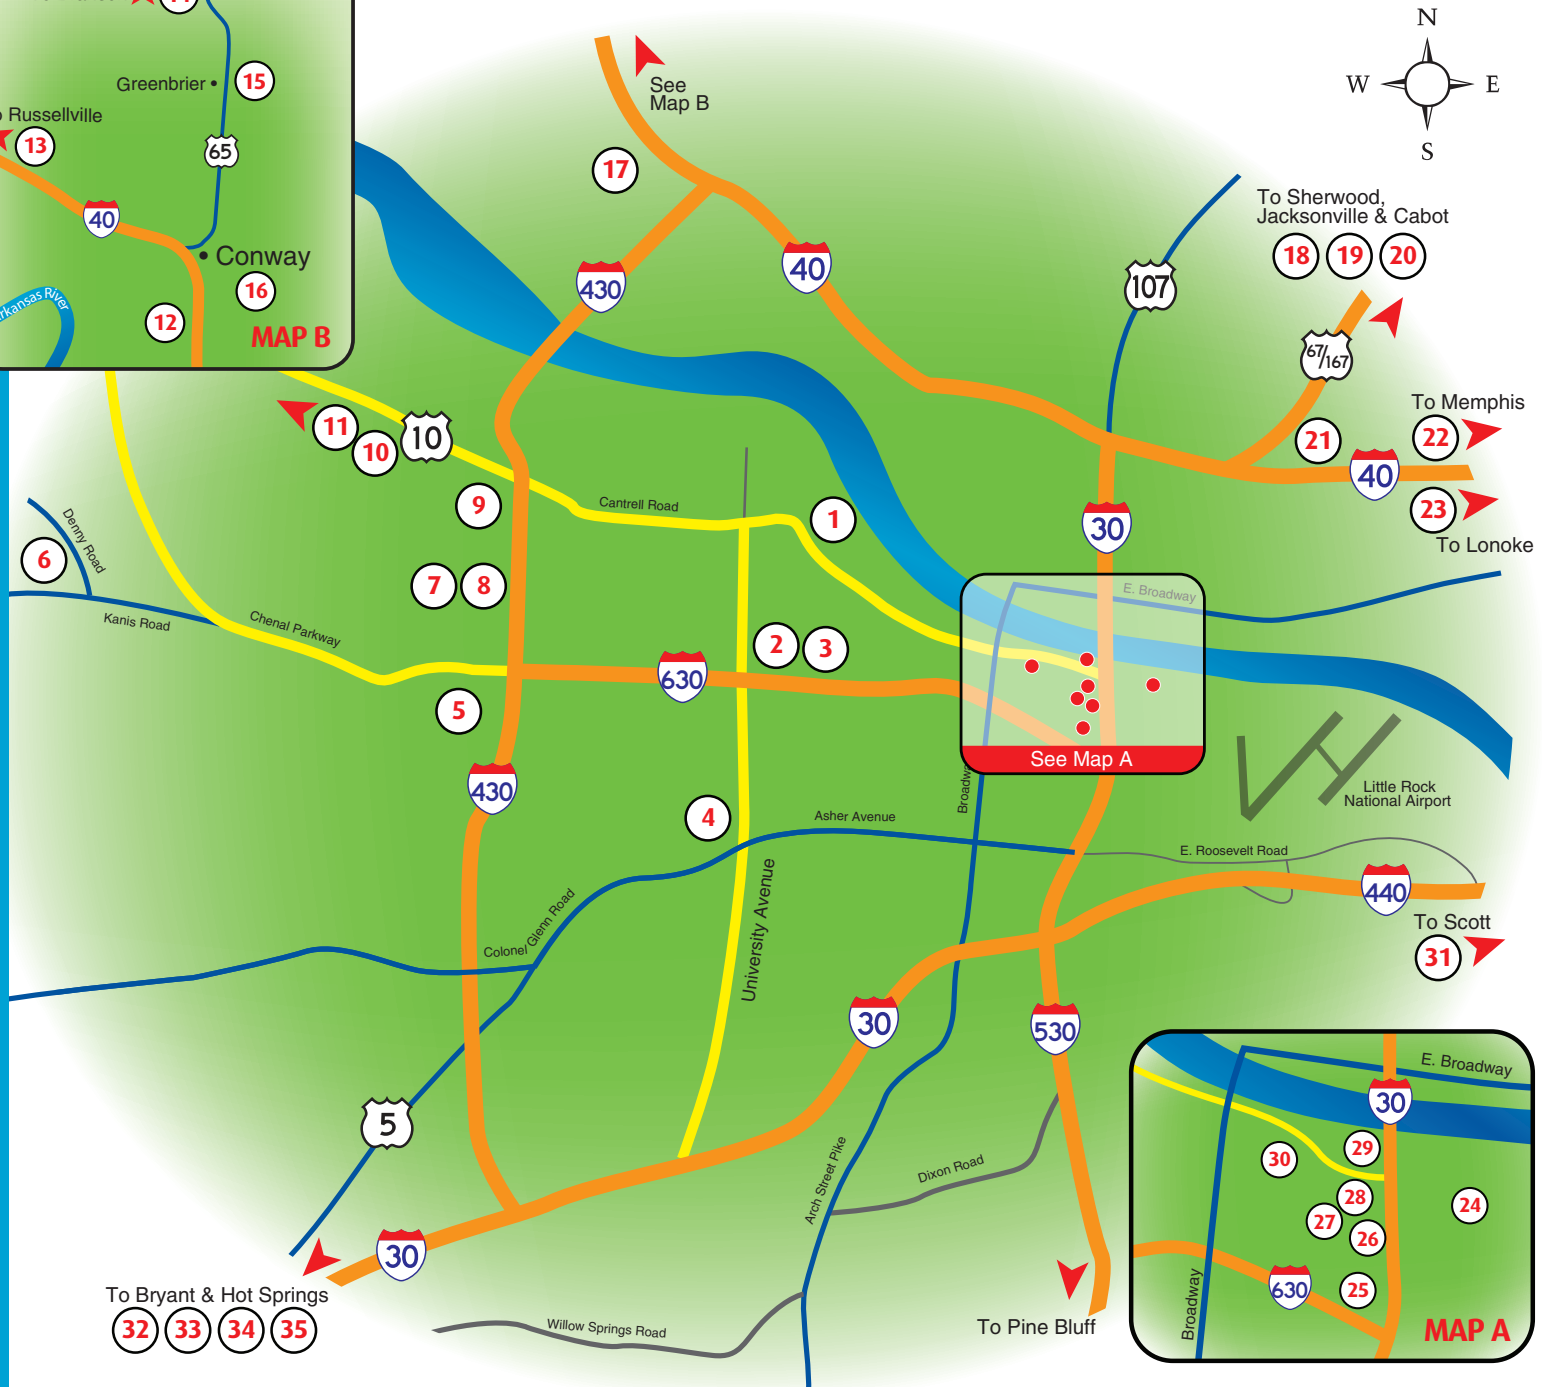 Greenbrier •
15
Russellville
13
65
40
Conway
16
12
MAP B
See
Map B
17
N
W
E
S
To Sherwood,
Jacksonville & Cabot
18 19 20
430
40
107
67/167
To Memphis
22
21
40
23
To Lonoke
11
10
10
9
Cantrell Road
1
30
Denny Road
6
7 8
Kanis Road
Chenal Parkway
E. Broadway
2 3
630
5
See Map A
430
4
Asher Avenue
Little Rock
National Airport
E. Roosevelt Road
440
To Scott
31
Colonel Glenn Road
University Avenue
30
530
5
Arch Street Pike
Dixon Road
30
To Bryant & Hot Springs
32 33 34 35
Willow Springs Road
To Pine Bluff
E. Broadway
30
29
30
28
24
27
26
630
25
Broadway
MAP A